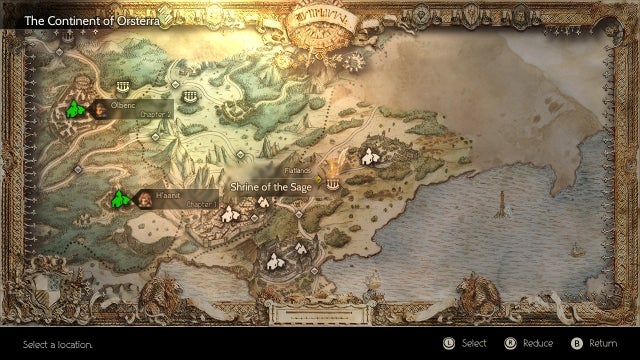 The Continent of Orsterra
Olberic
Chapter 2
Flatlands
Shrine of the Sage
H'aanit
Chapter 1
Select a location.
L Select
R Reduce
B Return